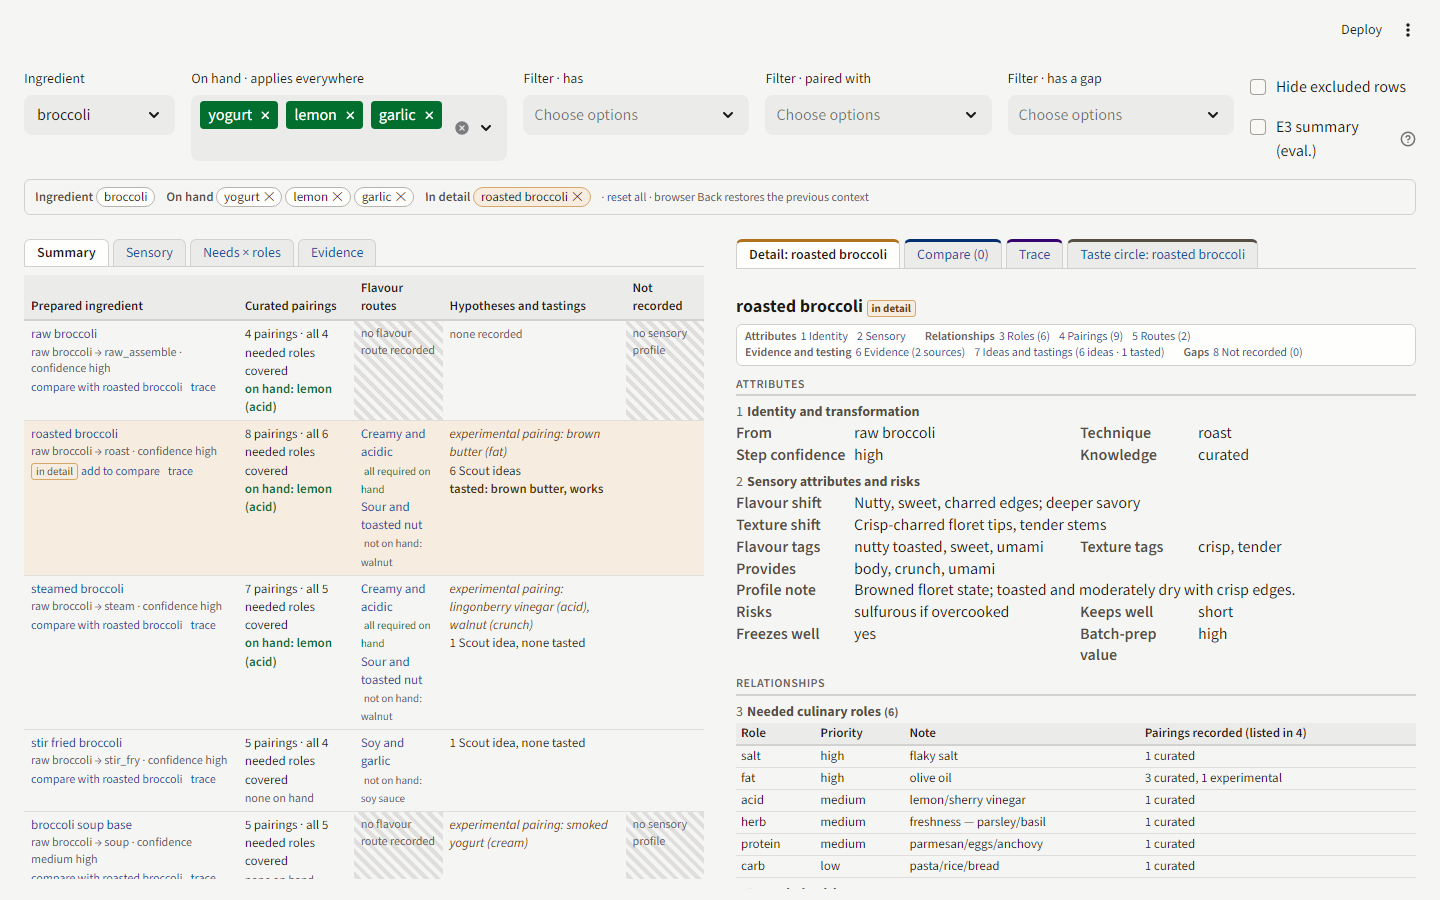 Deploy
Ingredient
On hand · applies everywhere
Filter · has
Filter · paired with
Filter · has a gap
Hide excluded rows
broccoli
yogurt ×
lemon ×
garlic ×
Choose options
Choose options
Choose options
E3 summary
(eval.)
Ingredient broccoli On hand yogurt × lemon × garlic × In detail roasted broccoli × · reset all · browser Back restores the previous context
Summary
Sensory
Needs × roles
Evidence
Prepared ingredient
Curated pairings
Flavour
routes
Hypotheses and tastings
Not
recorded
raw broccoli
raw broccoli → raw_assemble ·
confidence high
compare with roasted broccoli trace
4 pairings · all 4
needed roles
covered
on hand: lemon
(acid)
no flavour
route recorded
none recorded
no sensory
profile
roasted broccoli
raw broccoli → roast · confidence high
in detail add to compare trace
8 pairings · all 6
needed roles
covered
on hand: lemon
(acid)
Creamy and
acidic
all required on
hand
Sour and
toasted nut
not on hand:
walnut
experimental pairing: brown
butter (fat)
6 Scout ideas
tasted: brown butter, works
steamed broccoli
raw broccoli → steam · confidence high
compare with roasted broccoli trace
7 pairings · all 5
needed roles
covered
on hand: lemon
(acid)
Creamy and
acidic
all required on
hand
Sour and
toasted nut
not on hand:
walnut
experimental pairing:
lingonberry vinegar (acid),
walnut (crunch)
1 Scout idea, none tasted
stir fried broccoli
raw broccoli → stir_fry · confidence high
compare with roasted broccoli trace
5 pairings · all 4
needed roles
covered
none on hand
Soy and
garlic
not on hand:
soy sauce
1 Scout idea, none tasted
broccoli soup base
raw broccoli → soup · confidence
medium high
compare with roasted broccoli trace
5 pairings · all 5
needed roles
covered
no flavour
route recorded
experimental pairing: smoked
yogurt (cream)
no sensory
profile
Detail: roasted broccoli
Compare (0)
Trace
Taste circle: roasted broccoli
roasted broccoli in detail
Attributes 1 Identity 2 Sensory Relationships 3 Roles (6) 4 Pairings (9) 5 Routes (2)
Evidence and testing 6 Evidence (2 sources) 7 Ideas and tastings (6 ideas · 1 tasted) Gaps 8 Not recorded (0)
ATTRIBUTES
1 Identity and transformation
From raw broccoli Technique roast
Step confidence high Knowledge curated
2 Sensory attributes and risks
Flavour shift Nutty, sweet, charred edges; deeper savory
Texture shift Crisp-charred floret tips, tender stems
Flavour tags nutty toasted, sweet, umami Texture tags crisp, tender
Provides body, crunch, umami
Profile note Browned floret state; toasted and moderately dry with crisp edges.
Risks sulfurous if overcooked Keeps well short
Freezes well yes Batch-prep high
value
RELATIONSHIPS
3 Needed culinary roles (6)
Role Priority Note Pairings recorded (listed in 4)
salt high flaky salt 1 curated
fat high olive oil 3 curated, 1 experimental
acid medium lemon/sherry vinegar 1 curated
herb medium freshness — parsley/basil 1 curated
protein medium parmesan/eggs/anchovy 1 curated
carb low pasta/rice/bread 1 curated